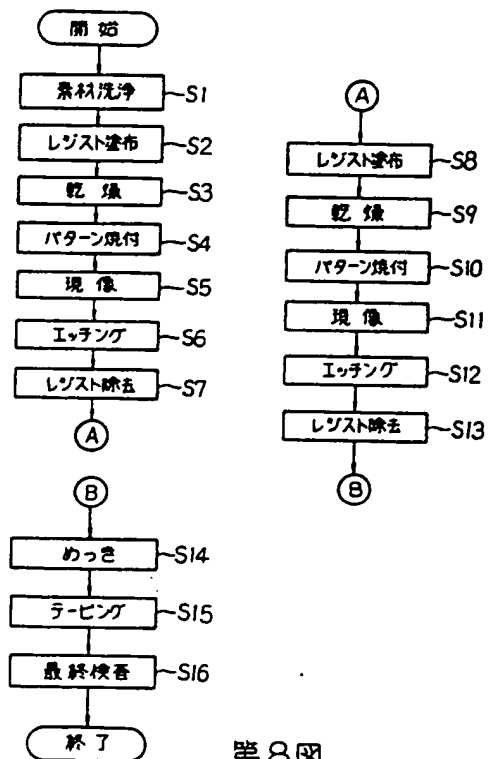 開始
素材洗浄 S1
レジスト塗布 S2
乾燥 S3
パターン焼付 S4
現像 S5
エッチング S6
レジスト除去 S7
A
A
レジスト塗布 S8
乾燥 S9
パターン焼付 S10
現像 S11
エッチング S12
レジスト除去 S13
B
B
めっき S14
テーピング S15
最終検査 S16
終了
第8図